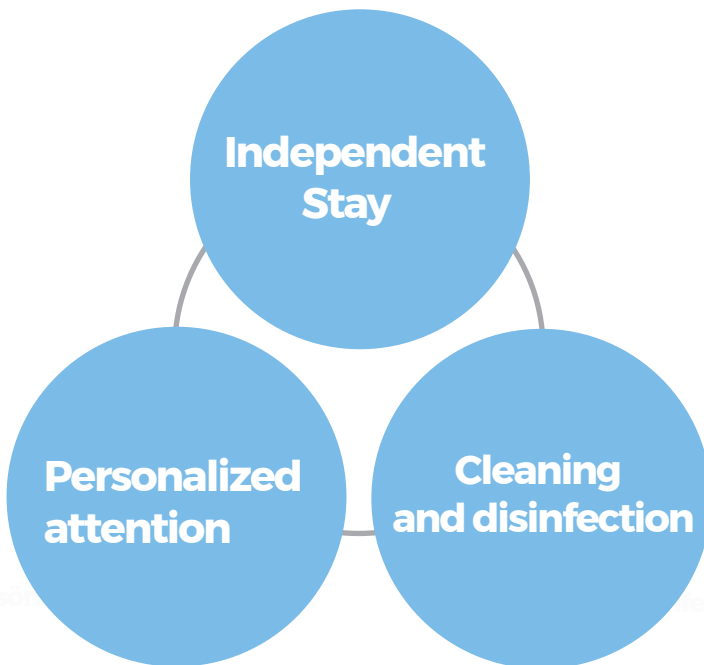 Independent
Stay
Personalized
attention
Cleaning
and disinfection